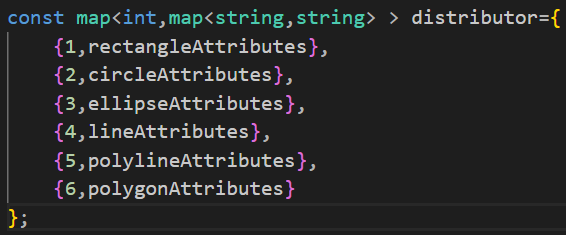 const map<int,map<string,string> > distributor={
    {1,rectangleAttributes},
    {2,circleAttributes},
    {3,ellipseAttributes},
    {4,lineAttributes},
    {5,polylineAttributes},
    {6,polygonAttributes}
};